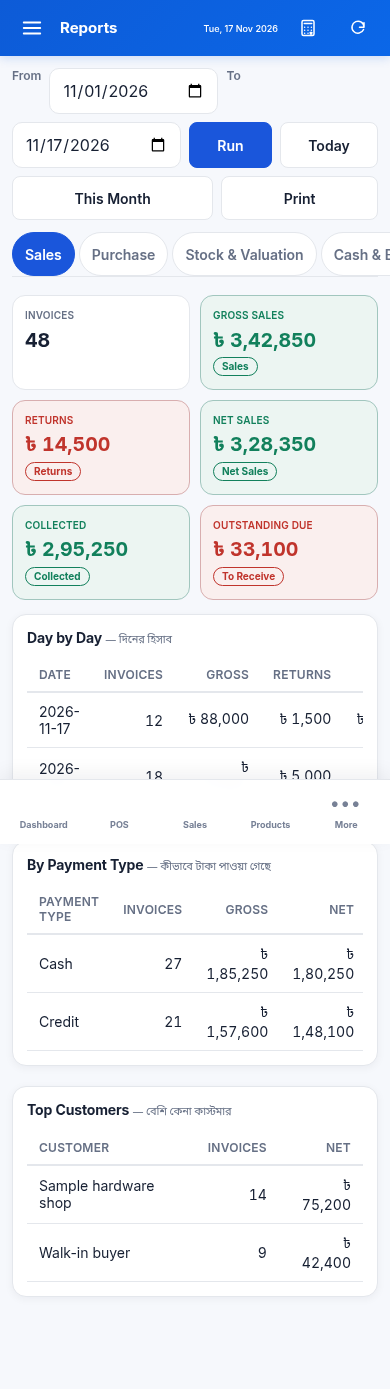 Reports
Tue, 17 Nov 2026
From
11/01/2026
To
11/17/2026
Run
Today
This Month
Print
Sales
Purchase
Stock & Valuation
Cash &
INVOICES
48
GROSS SALES
৳ 3,42,850
Sales
RETURNS
৳ 14,500
Returns
NET SALES
৳ 3,28,350
Net Sales
COLLECTED
৳ 2,95,250
Collected
OUTSTANDING DUE
৳ 33,100
To Receive
Day by Day — দিনের হিসাব
DATE INVOICES GROSS RETURNS
2026-
11-17 12 ৳ 88,000 ৳ 1,500 ৳
2026- 18 ৳ ৳ 5,000
Dashboard POS Sales Products More
By Payment Type — কীভাবে টাকা পাওয়া গেছে
PAYMENT
TYPE INVOICES GROSS NET
Cash 27 ৳ ৳
1,85,250 1,80,250
Credit 21 ৳ ৳
1,57,600 1,48,100
Top Customers — বেশি কেনা কাস্টমার
CUSTOMER INVOICES NET
Sample hardware
shop 14 ৳
75,200
Walk-in buyer 9 ৳
42,400